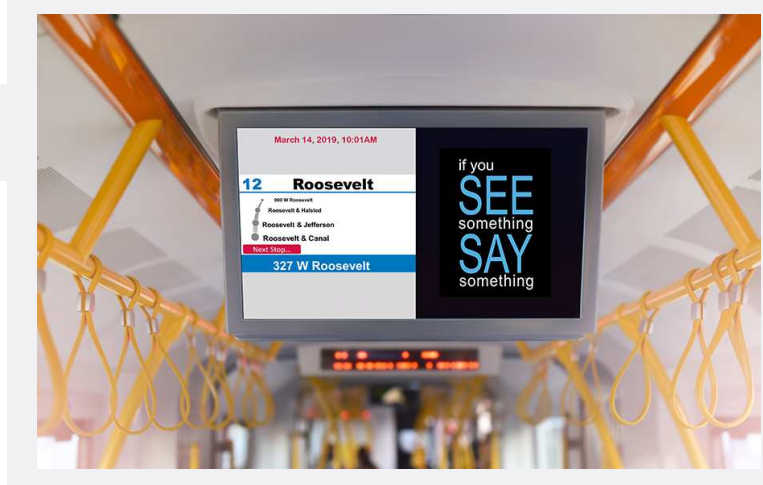 March 14, 2019, 10:01AM
12 Roosevelt
900 W Roosevelt
Roosevelt & Halsted
Roosevelt & Jefferson
Roosevelt & Canal
Next Stop...
327 W Roosevelt
if you
SEE
something
SAY
something